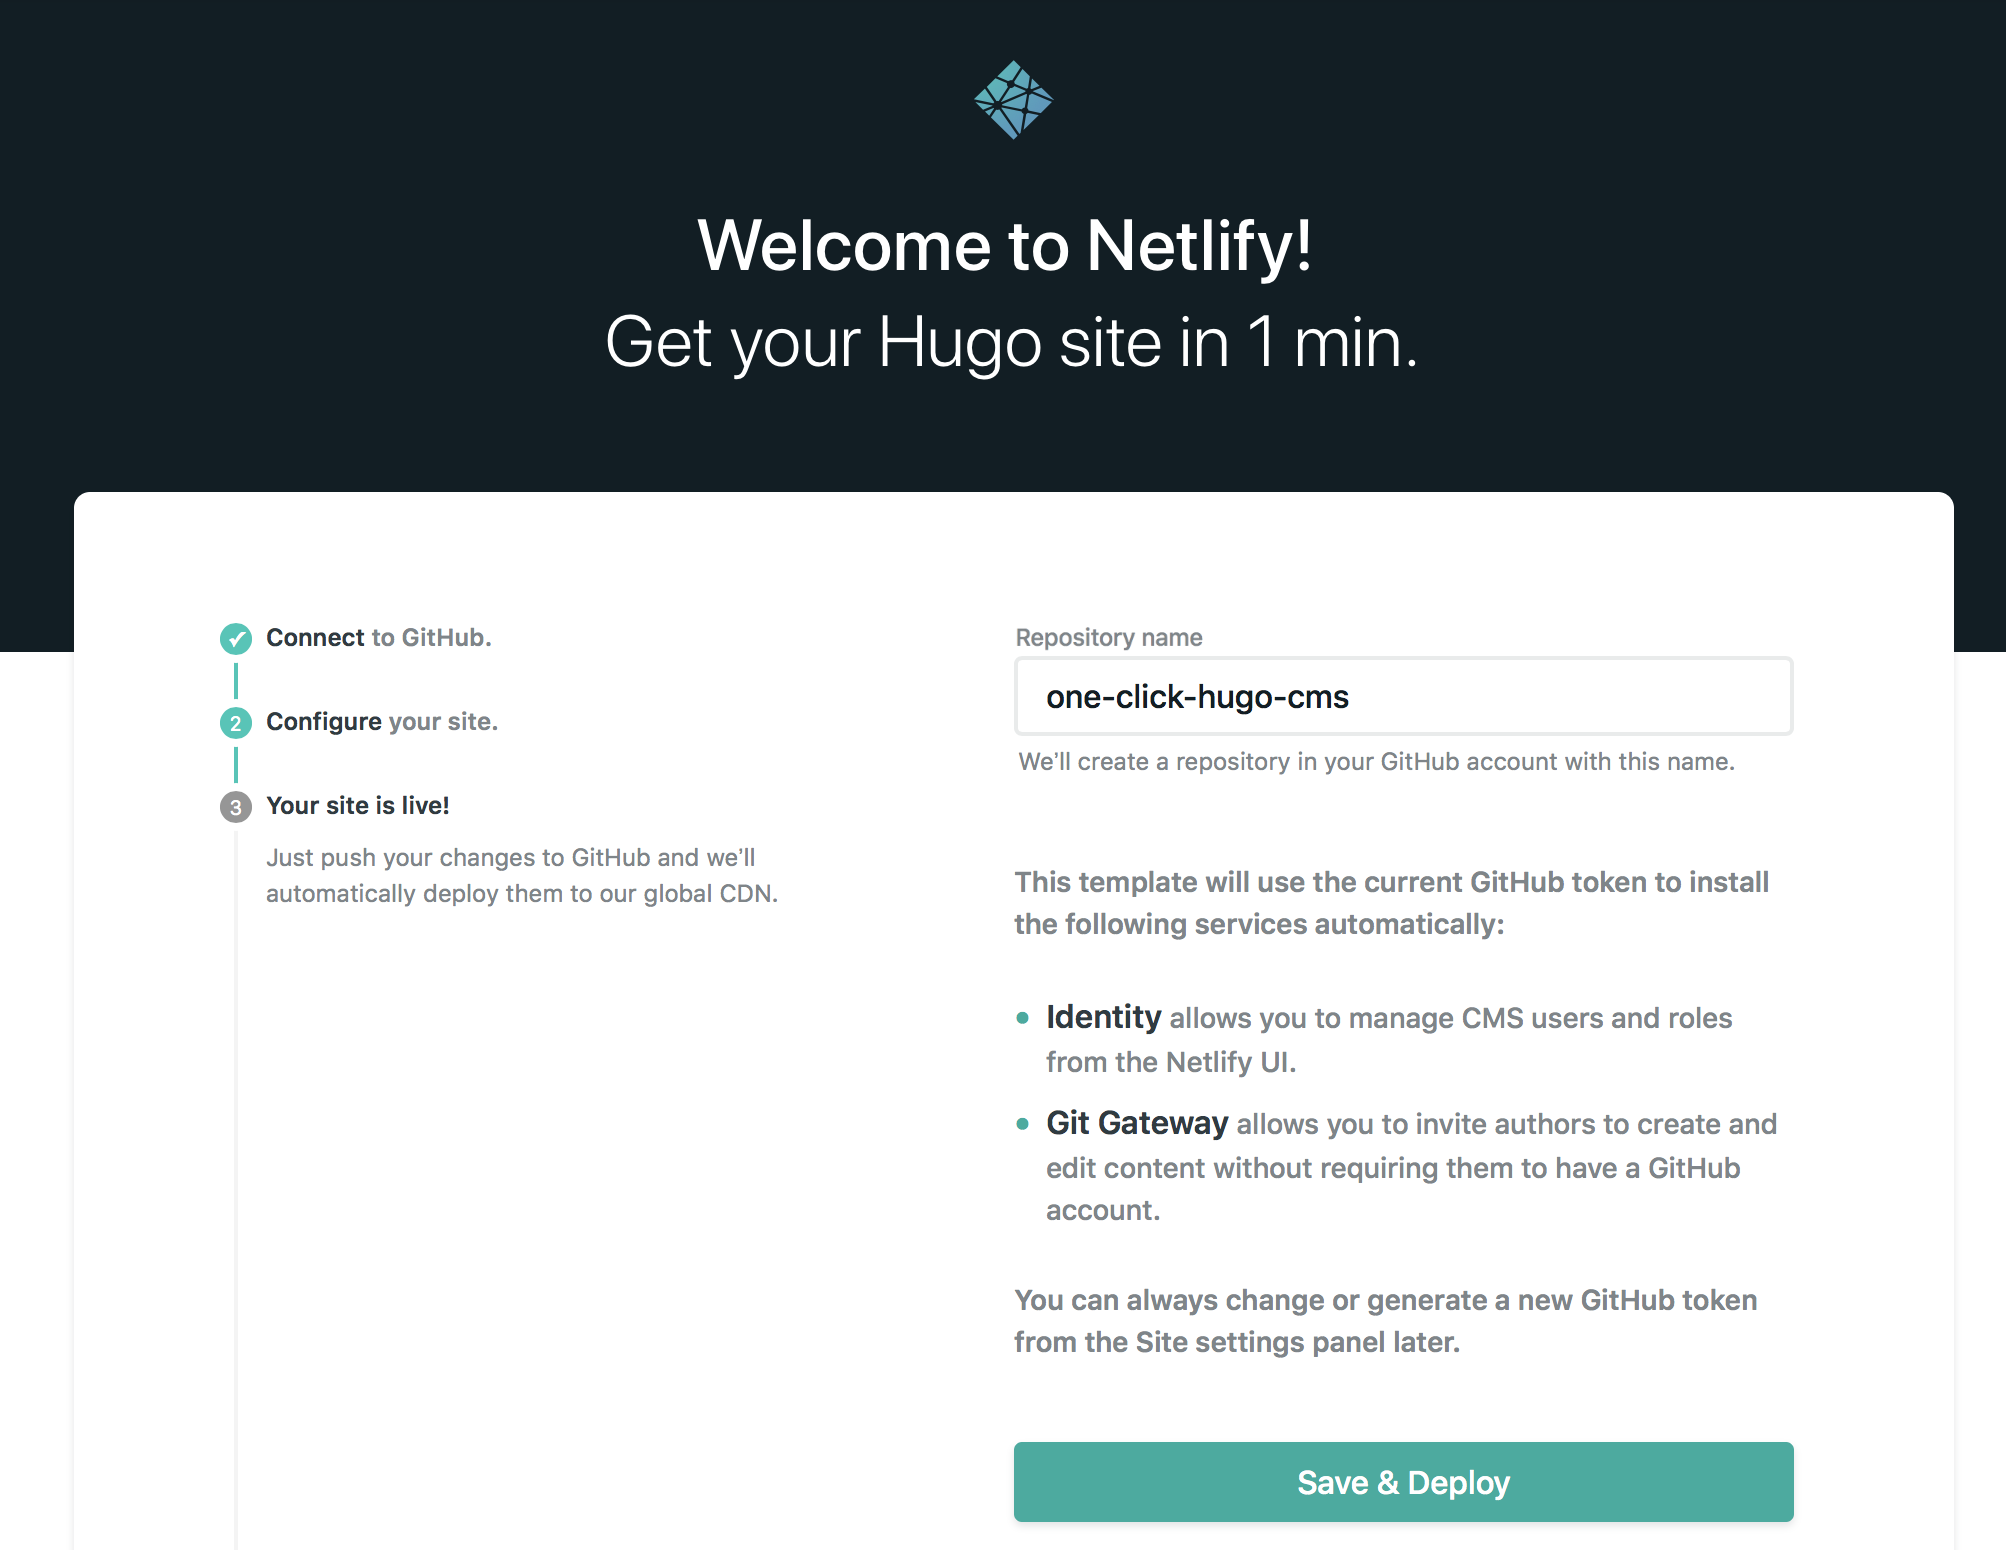 Welcome to Netlify!
Get your Hugo site in 1 min.
Connect to GitHub.
2 Configure your site.
3 Your site is live!
Just push your changes to GitHub and we'll
automatically deploy them to our global CDN.
Repository name
one-click-hugo-cms
We'll create a repository in your GitHub account with this name.
This template will use the current GitHub token to install
the following services automatically:
• Identity allows you to manage CMS users and roles
from the Netlify UI.
• Git Gateway allows you to invite authors to create and
edit content without requiring them to have a GitHub
account.
You can always change or generate a new GitHub token
from the Site settings panel later.
Save & Deploy